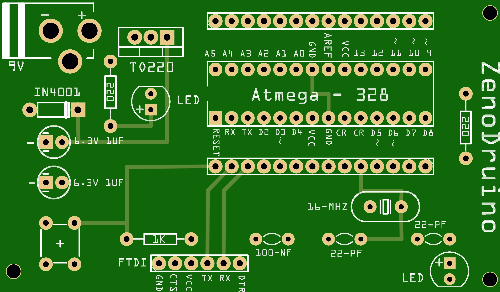 9V
TO220
IN4001
220
LED
6.3V 1UF
6.3V 1UF
AREF
GND
VCC
13
12
11
10
9
A5 A4 A3 A2 A1 A0
Atmega - 328
RESET RX TX D2 D3 D4 VCC GND CR CR D5 D6 D7 D8
ZenoDruino
220
16-MHZ
1K
100-NF
22-PF
22-PF
FTDI
GND CTS VCC TX RX DTR
LED